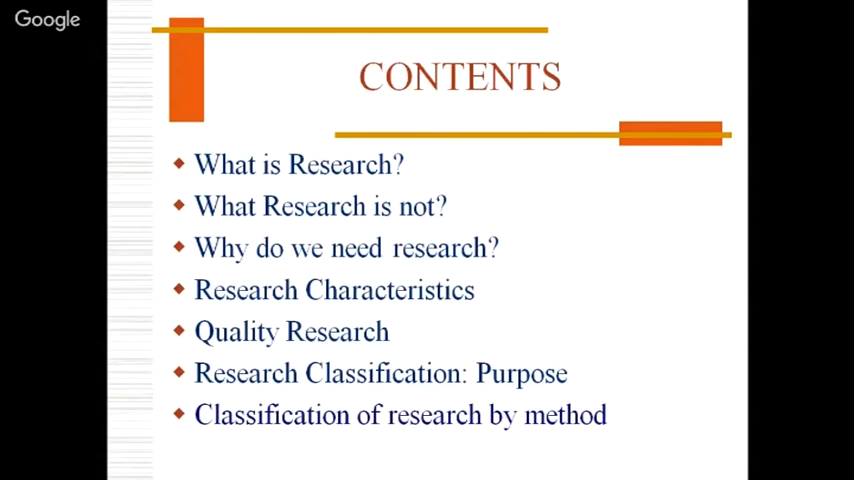 Google
CONTENTS
What is Research?
What Research is not?
Why do we need research?
Research Characteristics
Quality Research
Research Classification: Purpose
Classification of research by method